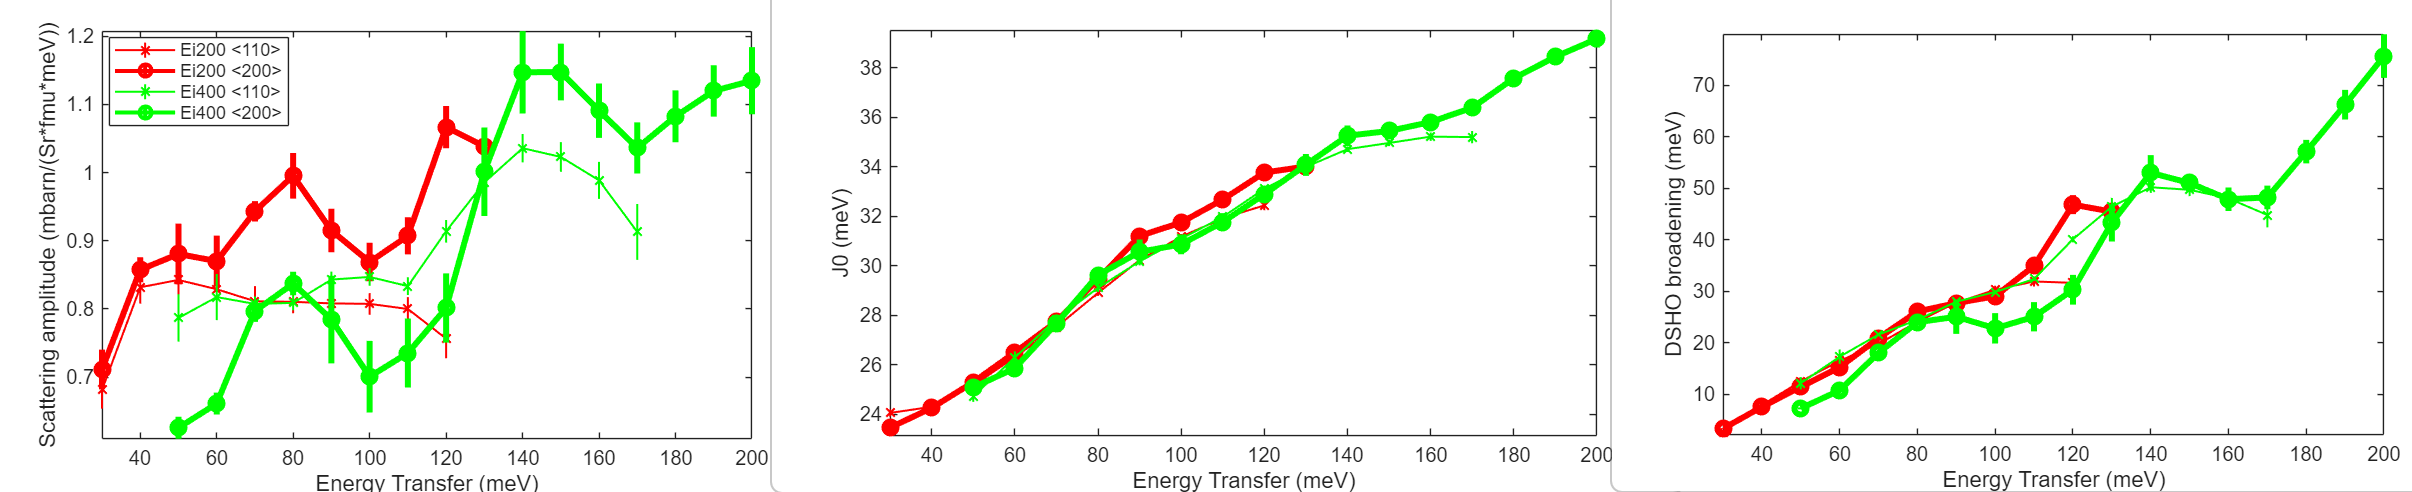 Scattering amplitude (mbarn/(Sr*fmu*meV))
1.2
1.1
1
0.9
0.8
0.7
Ei200 <110>
Ei200 <200>
Ei400 <110>
Ei400 <200>
40 60 80 100 120 140 160 180 200
Energy Transfer (meV)
J0 (meV)
38
36
34
32
30
28
26
24
40 60 80 100 120 140 160 180 200
Energy Transfer (meV)
DSHO broadening (meV)
70
60
50
40
30
20
10
40 60 80 100 120 140 160 180 200
Energy Transfer (meV)